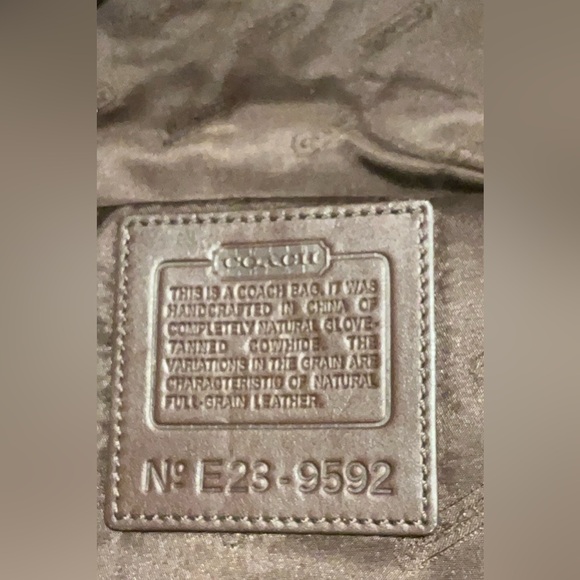 COACH
THIS IS A COACH BAG. IT WAS
HANDCRAFTED IN CHINA OF
COMPLETELY NATURAL GLOVE-
TANNED COWHIDE. THE
VARIATIONS IN THE GRAIN ARE
CHARACTERISTIC OF NATURAL
FULL-GRAIN LEATHER.
Nº E23-9592